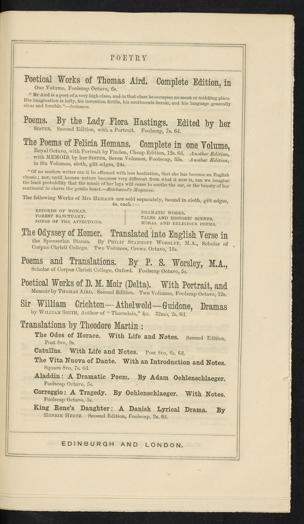 POETRY
Poetical Works of Thomas Aird. Complete Edition, in
One Volume, Foolscap Octavo, 6s.
"Mr Aird is a poet of a very high class, and in that class he occupies no mean or middling place.
His imagination is lofty, his invention fertile, his sentiments heroic, and his language generally
clear and forcible."—Scotsman.
Poems. By the Lady Flora Hastings. Edited by her
SISTER. Second Edition, with a Portrait. Foolscap, 7s. 6d.
The Poems of Felicia Hemans. Complete in one Volume,
Royal Octavo, with Portrait by Finden, Cheap Edition, 12s. 6d. Another Edition,
with MEMOIR by her SISTER, Seven Volumes, Foolscap, 35s. Another Edition,
in Six Volumes, cloth, gilt edges, 24s.
"Of no modern writer can it be affirmed with less hesitation, that she has become an English
classic; nor, until human nature becomes very different from what it now is, can we imagine
the least probability that the music of her lays will cease to soothe the ear, or the beauty of her
sentiment to charm the gentle heart."—Blackwood's Magazine.
The following works of Mrs HEMANS are sold separately, bound in cloth, gilt edges,
4s. each:—
RECORDS OF WOMAN. DRAMATIC WORKS.
FOREST SANCTUARY. TALES AND HISTORIC SCENES.
SONGS OF THE AFFECTIONS. MORAL AND RELIGIOUS POEMS.
The Odyssey of Homer. Translated into English Verse in
the Spenserian Stanza. By PHILIP STANHOPE WORSLEY, M.A., Scholar of
Corpus Christi College. Two Volumes, Crown Octavo, 18s.
Poems and Translations. By P. S. Worsley, M.A.,
Scholar of Corpus Christi College, Oxford. Foolscap Octavo, 5s.
Poetical Works of D. M. Moir (Delta). With Portrait, and
Memoir by THOMAS AIRD. Second Edition. Two Volumes, Foolscap Octavo, 12s.
Sir William Crichton—Athelwold—Guidone, Dramas
by WILLIAM SMITH, Author of "Thorndale," &c. 32mo, 2s. 6d.
Translations by Theodore Martin:
The Odes of Horace. With Life and Notes. Second Edition,
Post 8vo, 9s.
Catullus. With Life and Notes. Post 8vo, 6s. 6d.
The Vita Nuova of Dante. With an Introduction and Notes.
Square 8vo, 7s. 6d.
Aladdin: A Dramatic Poem. By Adam Oehlenschlaeger.
Foolscap Octavo, 5s.
Correggio: A Tragedy. By Oehlenschlaeger. With Notes.
Foolscap Octavo, 3s.
King Rene's Daughter: A Danish Lyrical Drama. By
HENRIK HERTZ. Second Edition, Foolscap, 2s. 6d.
EDINBURGH AND LONDON.